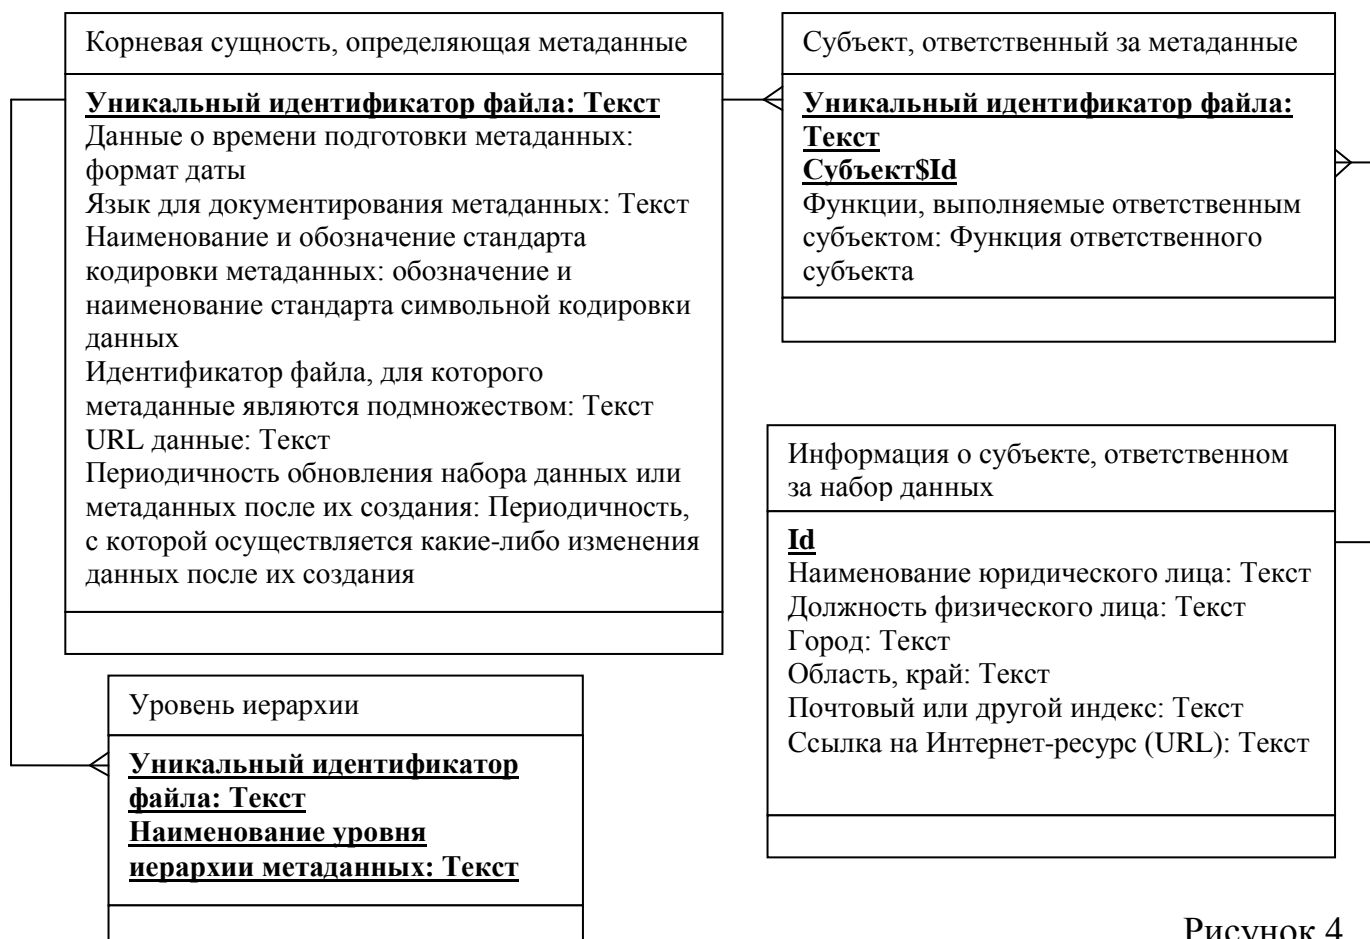 Корневая сущность, определяющая метаданные
Уникальный идентификатор файла: Текст
Данные о времени подготовки метаданных:
формат даты
Язык для документирования метаданных: Текст
Наименование и обозначение стандарта
кодировки метаданных: обозначение и
наименование стандарта символьной кодировки
данных
Идентификатор файла, для которого
метаданные являются подмножеством: Текст
URL данные: Текст
Периодичность обновления набора данных или
метаданных после их создания: Периодичность,
с которой осуществляется какие-либо изменения
данных после их создания
Субъект, ответственный за метаданные
Уникальный идентификатор файла:
Текст
Субъект$Id
Функции, выполняемые ответственным
субъектом: Функция ответственного
субъекта
Информация о субъекте, ответственном
за набор данных
Id
Наименование юридического лица: Текст
Должность физического лица: Текст
Город: Текст
Область, край: Текст
Почтовый или другой индекс: Текст
Ссылка на Интернет-ресурс (URL): Текст
Уровень иерархии
Уникальный идентификатор
файла: Текст
Наименование уровня
иерархии метаданных: Текст
Рисунок 4